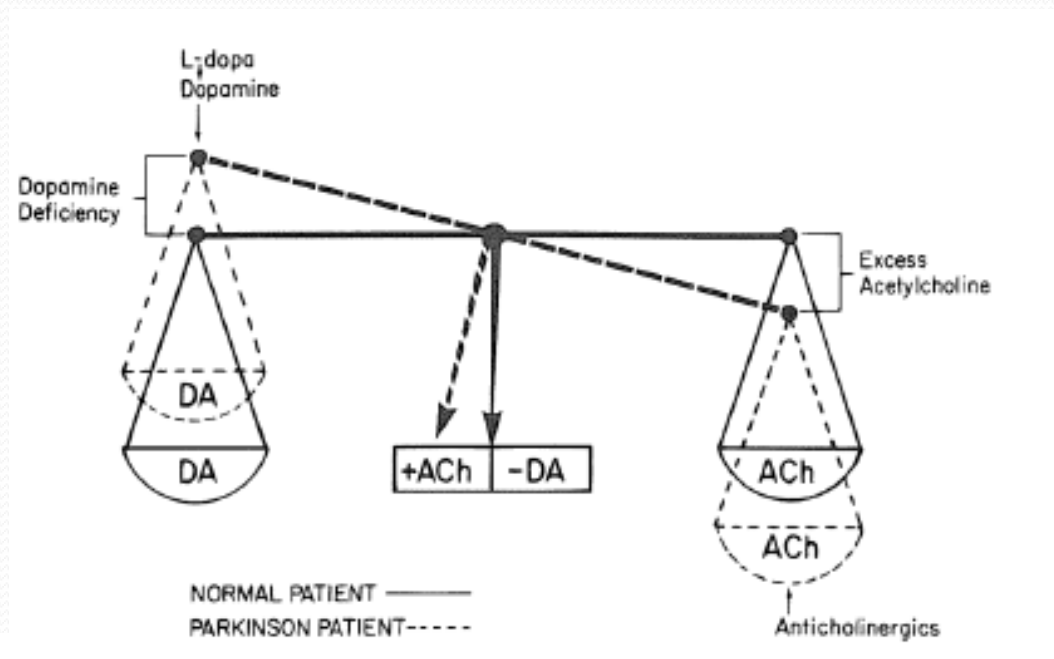 L-dopa
Dopamine
Dopamine
Deficiency
Excess
Acetylcholine
DA
DA
+ACh
-DA
ACh
ACh
NORMAL PATIENT
PARKINSON PATIENT
Anticholinergics